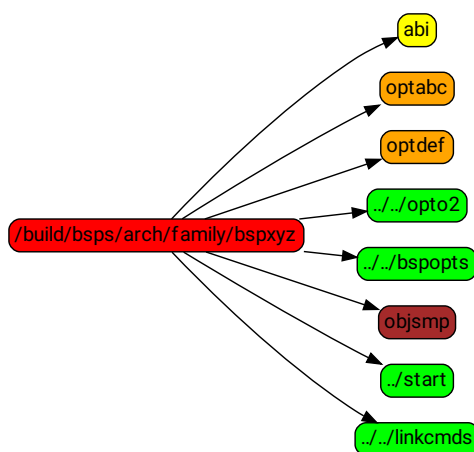 abi
optabc
optdef
../../opto2
/build/bsps/arch/family/bspxyz
../../bspopts
objsmp
../start
../../linkcmds